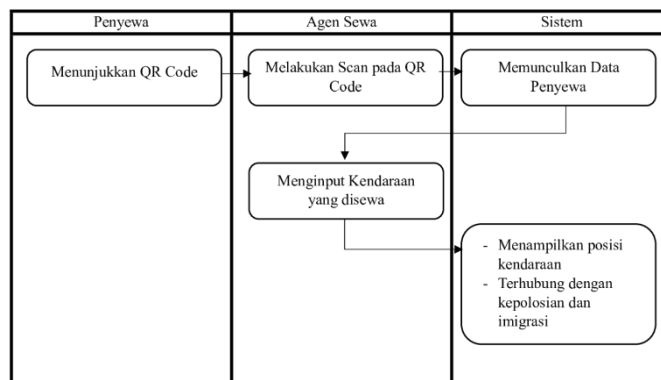 Penyewa
Agen Sewa
Sistem
Menunjukkan QR Code
Melakukan Scan pada QR
Code
Memunculkan Data
Penyewa
Menginput Kendaraan
yang disewa
- Menampilkan posisi
kendaraan
- Terhubung dengan
kepolosian dan
imigrasi